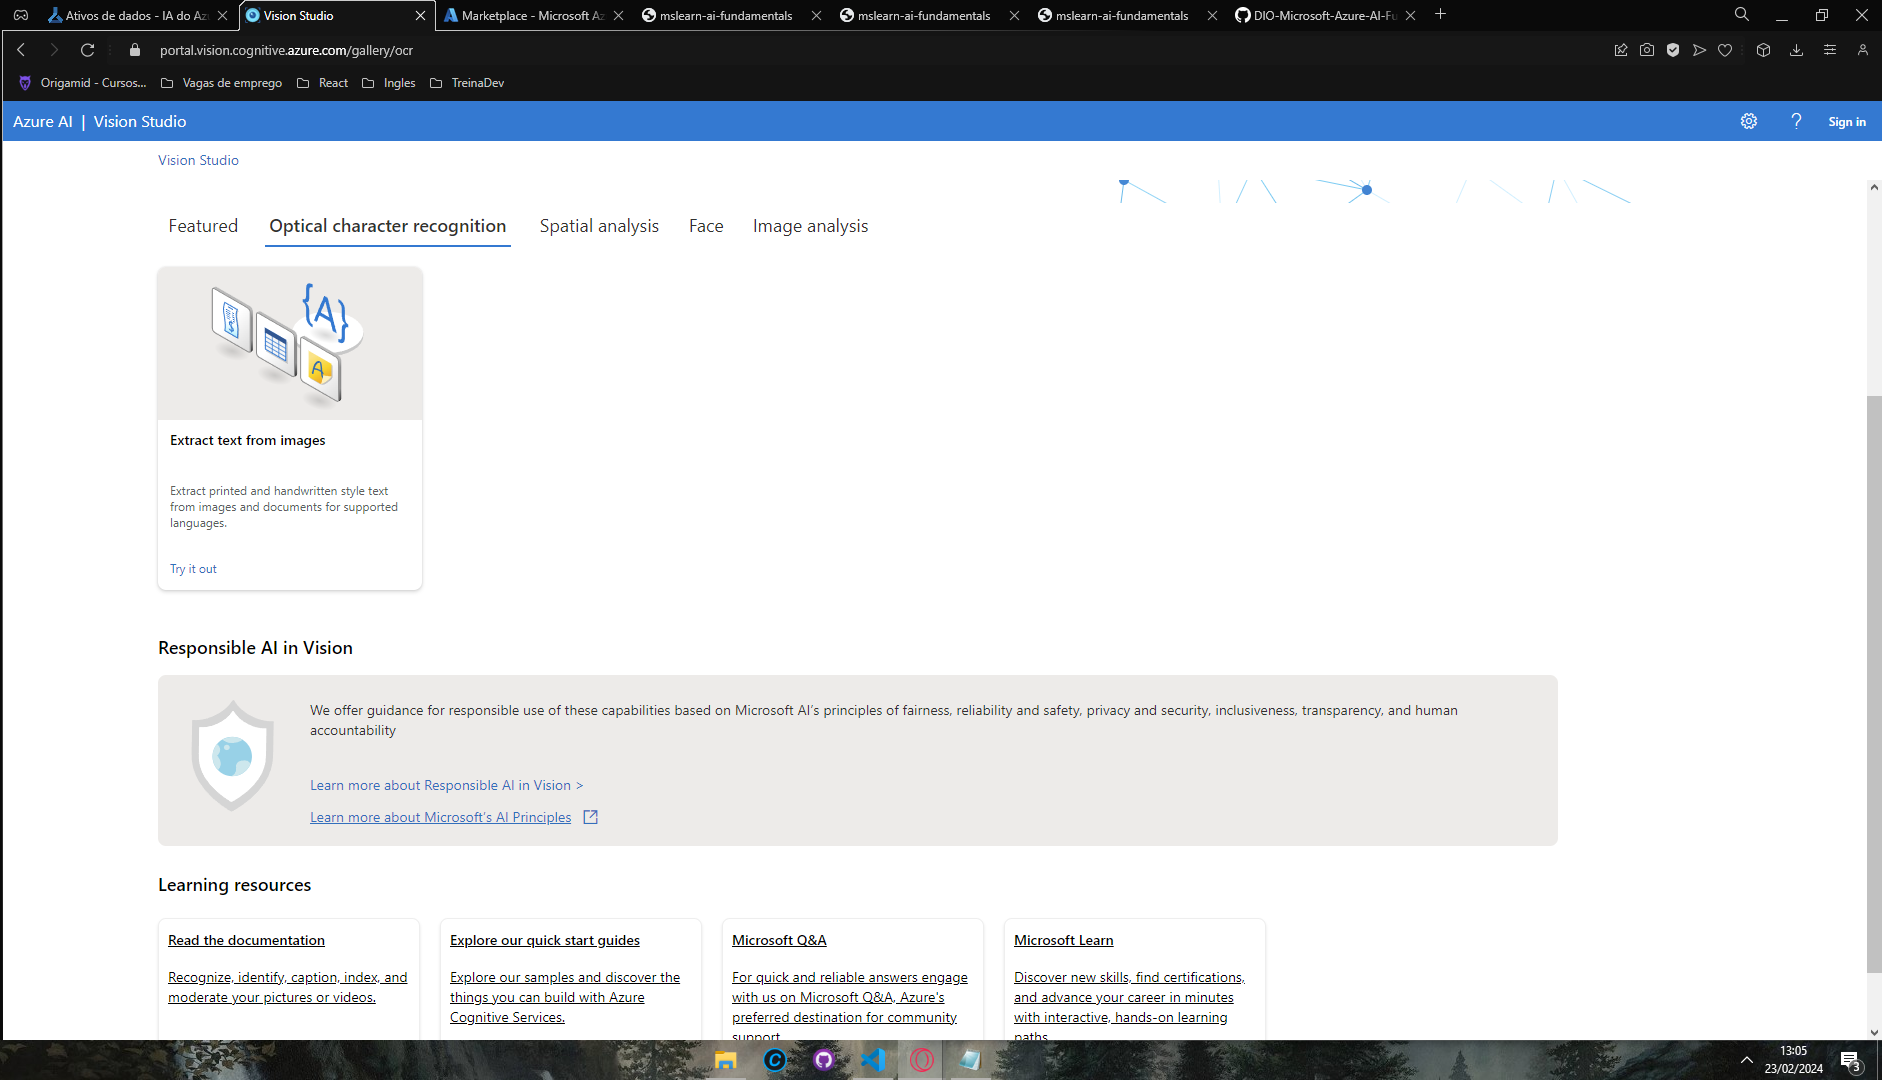 Ativos de dados - IA do Az
Vision Studio
Marketplace - Microsoft Az
mslearn-ai-fundamentals
mslearn-ai-fundamentals
mslearn-ai-fundamentals
DIO-Microsoft-Azure-AI-Fu
portal.vision.cognitive.azure.com/gallery/ocr
Origamid - Cursos...
Vagas de emprego
React
Ingles
TreinaDev
Azure AI | Vision Studio
Sign in
Vision Studio
Featured
Optical character recognition
Spatial analysis
Face
Image analysis
{A}
A
Extract text from images
Extract printed and handwritten style text
from images and documents for supported
languages.
Try it out
Responsible AI in Vision
We offer guidance for responsible use of these capabilities based on Microsoft AI's principles of fairness, reliability and safety, privacy and security, inclusiveness, transparency, and human
accountability
Learn more about Responsible AI in Vision >
Learn more about Microsoft's AI Principles
Learning resources
Read the documentation
Recognize, identify, caption, index, and
moderate your pictures or videos.
Explore our quick start guides
Explore our samples and discover the
things you can build with Azure
Cognitive Services.
Microsoft Q&A
For quick and reliable answers engage
with us on Microsoft Q&A, Azure's
preferred destination for community
support.
Microsoft Learn
Discover new skills, find certifications,
and advance your career in minutes
with interactive, hands-on learning
paths
13:05
23/02/2024
3